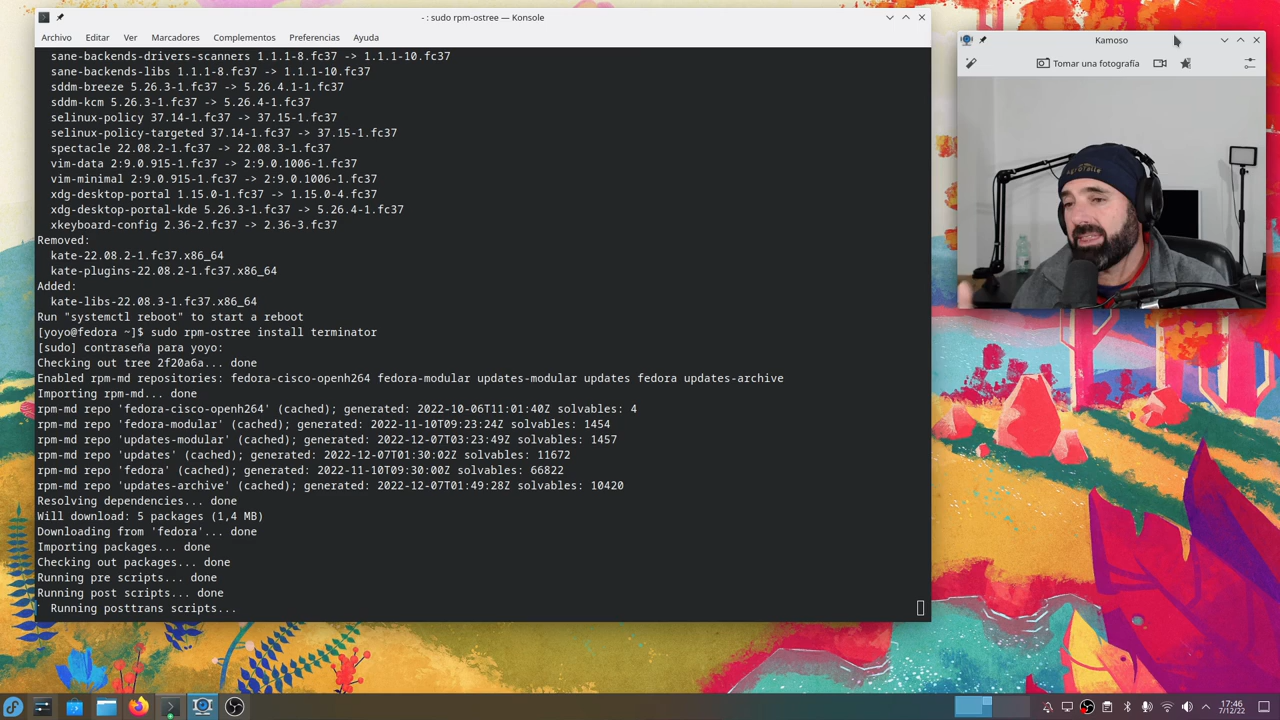 - : sudo rpm-ostree — Konsole
Archivo Editar Ver Marcadores Complementos Preferencias Ayuda
sane-backends-drivers-scanners 1.1.1-8.fc37 -> 1.1.1-10.fc37
sane-backends-libs 1.1.1-8.fc37 -> 1.1.1-10.fc37
sddm-breeze 5.26.3-1.fc37 -> 5.26.4.1-1.fc37
sddm-kcm 5.26.3-1.fc37 -> 5.26.4-1.fc37
selinux-policy 37.14-1.fc37 -> 37.15-1.fc37
selinux-policy-targeted 37.14-1.fc37 -> 37.15-1.fc37
spectacle 22.08.2-1.fc37 -> 22.08.3-1.fc37
vim-data 2:9.0.915-1.fc37 -> 2:9.0.1006-1.fc37
vim-minimal 2:9.0.915-1.fc37 -> 2:9.0.1006-1.fc37
xdg-desktop-portal 1.15.0-1.fc37 -> 1.15.0-4.fc37
xdg-desktop-portal-kde 5.26.3-1.fc37 -> 5.26.4-1.fc37
xkeyboard-config 2.36-2.fc37 -> 2.36-3.fc37
Removed:
kate-22.08.2-1.fc37.x86_64
kate-plugins-22.08.2-1.fc37.x86_64
Added:
kate-libs-22.08.3-1.fc37.x86_64
Run "systemctl reboot" to start a reboot
[yoyo@fedora ~]$ sudo rpm-ostree install terminator
[sudo] contraseña para yoyo:
Checking out tree 2f20a6a... done
Enabled rpm-md repositories: fedora-cisco-openh264 fedora-modular updates-modular updates fedora updates-archive
Importing rpm-md... done
rpm-md repo 'fedora-cisco-openh264' (cached); generated: 2022-10-06T11:01:40Z solvables: 4
rpm-md repo 'fedora-modular' (cached); generated: 2022-11-10T09:23:24Z solvables: 1454
rpm-md repo 'updates-modular' (cached); generated: 2022-12-07T03:23:49Z solvables: 1457
rpm-md repo 'updates' (cached); generated: 2022-12-07T01:30:02Z solvables: 11672
rpm-md repo 'fedora' (cached); generated: 2022-11-10T09:30:00Z solvables: 66822
rpm-md repo 'updates-archive' (cached); generated: 2022-12-07T01:49:28Z solvables: 10420
Resolving dependencies... done
Will download: 5 packages (1,4 MB)
Downloading from 'fedora'... done
Importing packages... done
Checking out packages... done
Running pre scripts... done
Running post scripts... done
Running posttrans scripts...
Kamoso
Tomar una fotografía
17:46
7/12/22